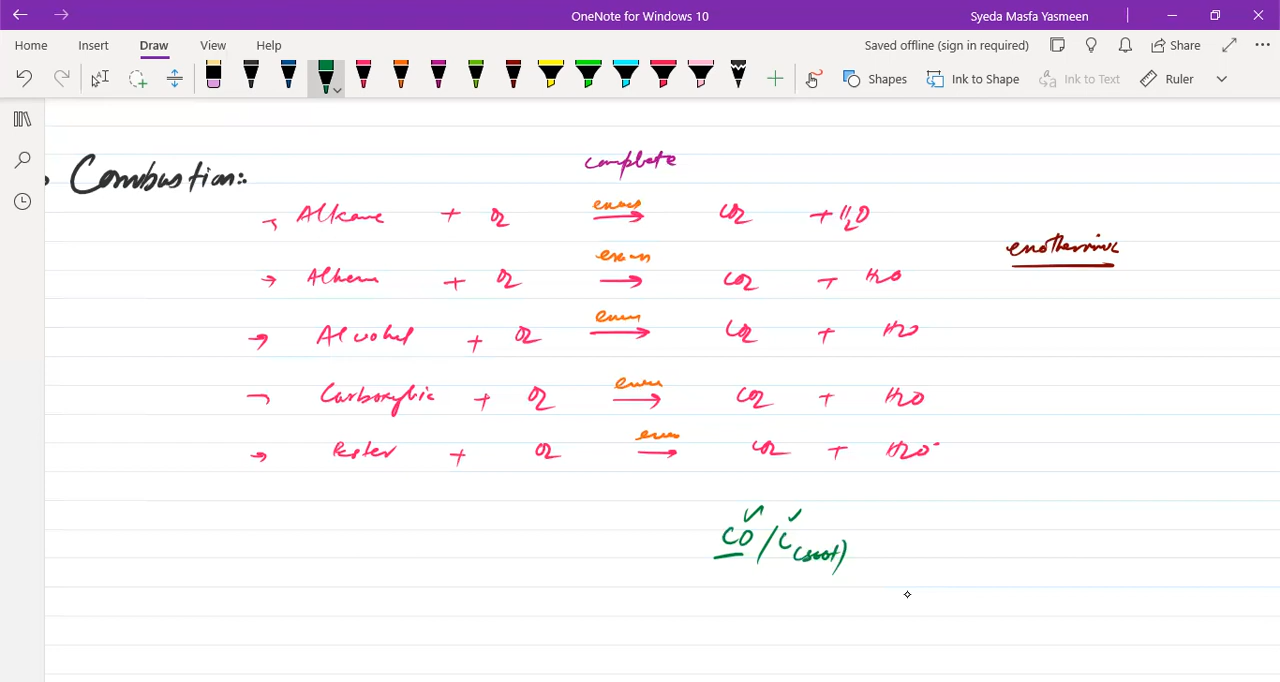 OneNote for Windows 10
Syeda Masfa Yasmeen
Home Insert Draw View Help
Saved offline (sign in required) Share
Shapes Ink to Shape Ink to Text Ruler
complete
Combustion:
Alkane + O2 excess → CO2 + H2O
exothermic
→ Alkene + O2 excess → CO2 + H2O
→ Alcohol + O2 excess → CO2 + H2O
→ Carboxylic + O2 excess → CO2 + H2O
→ Ester + O2 excess → CO2 + H2O
CO / C (soot)